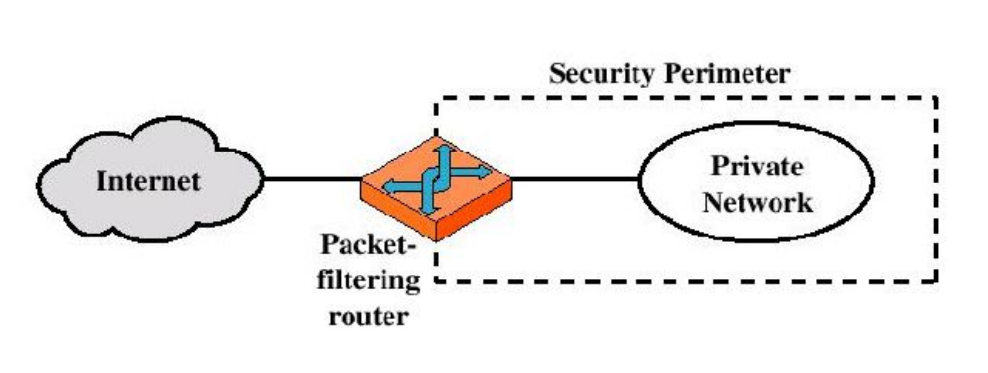 Security Perimeter
Internet
Private
Network
Packet-
filtering
router